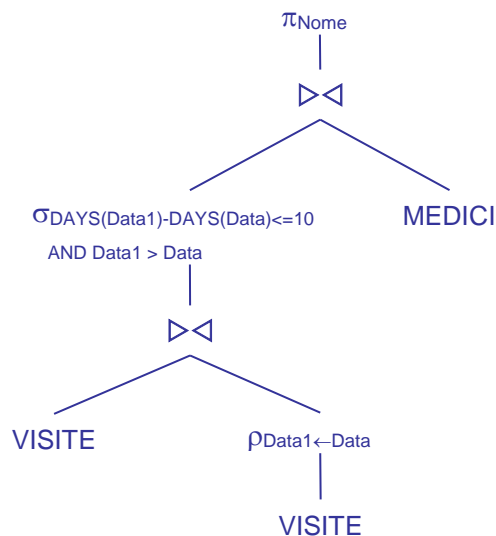 πNome
▷◁
σDAYS(Data1)-DAYS(Data)<=10
AND Data1 > Data
MEDICI
▷◁
VISITE
ρData1←Data
VISITE